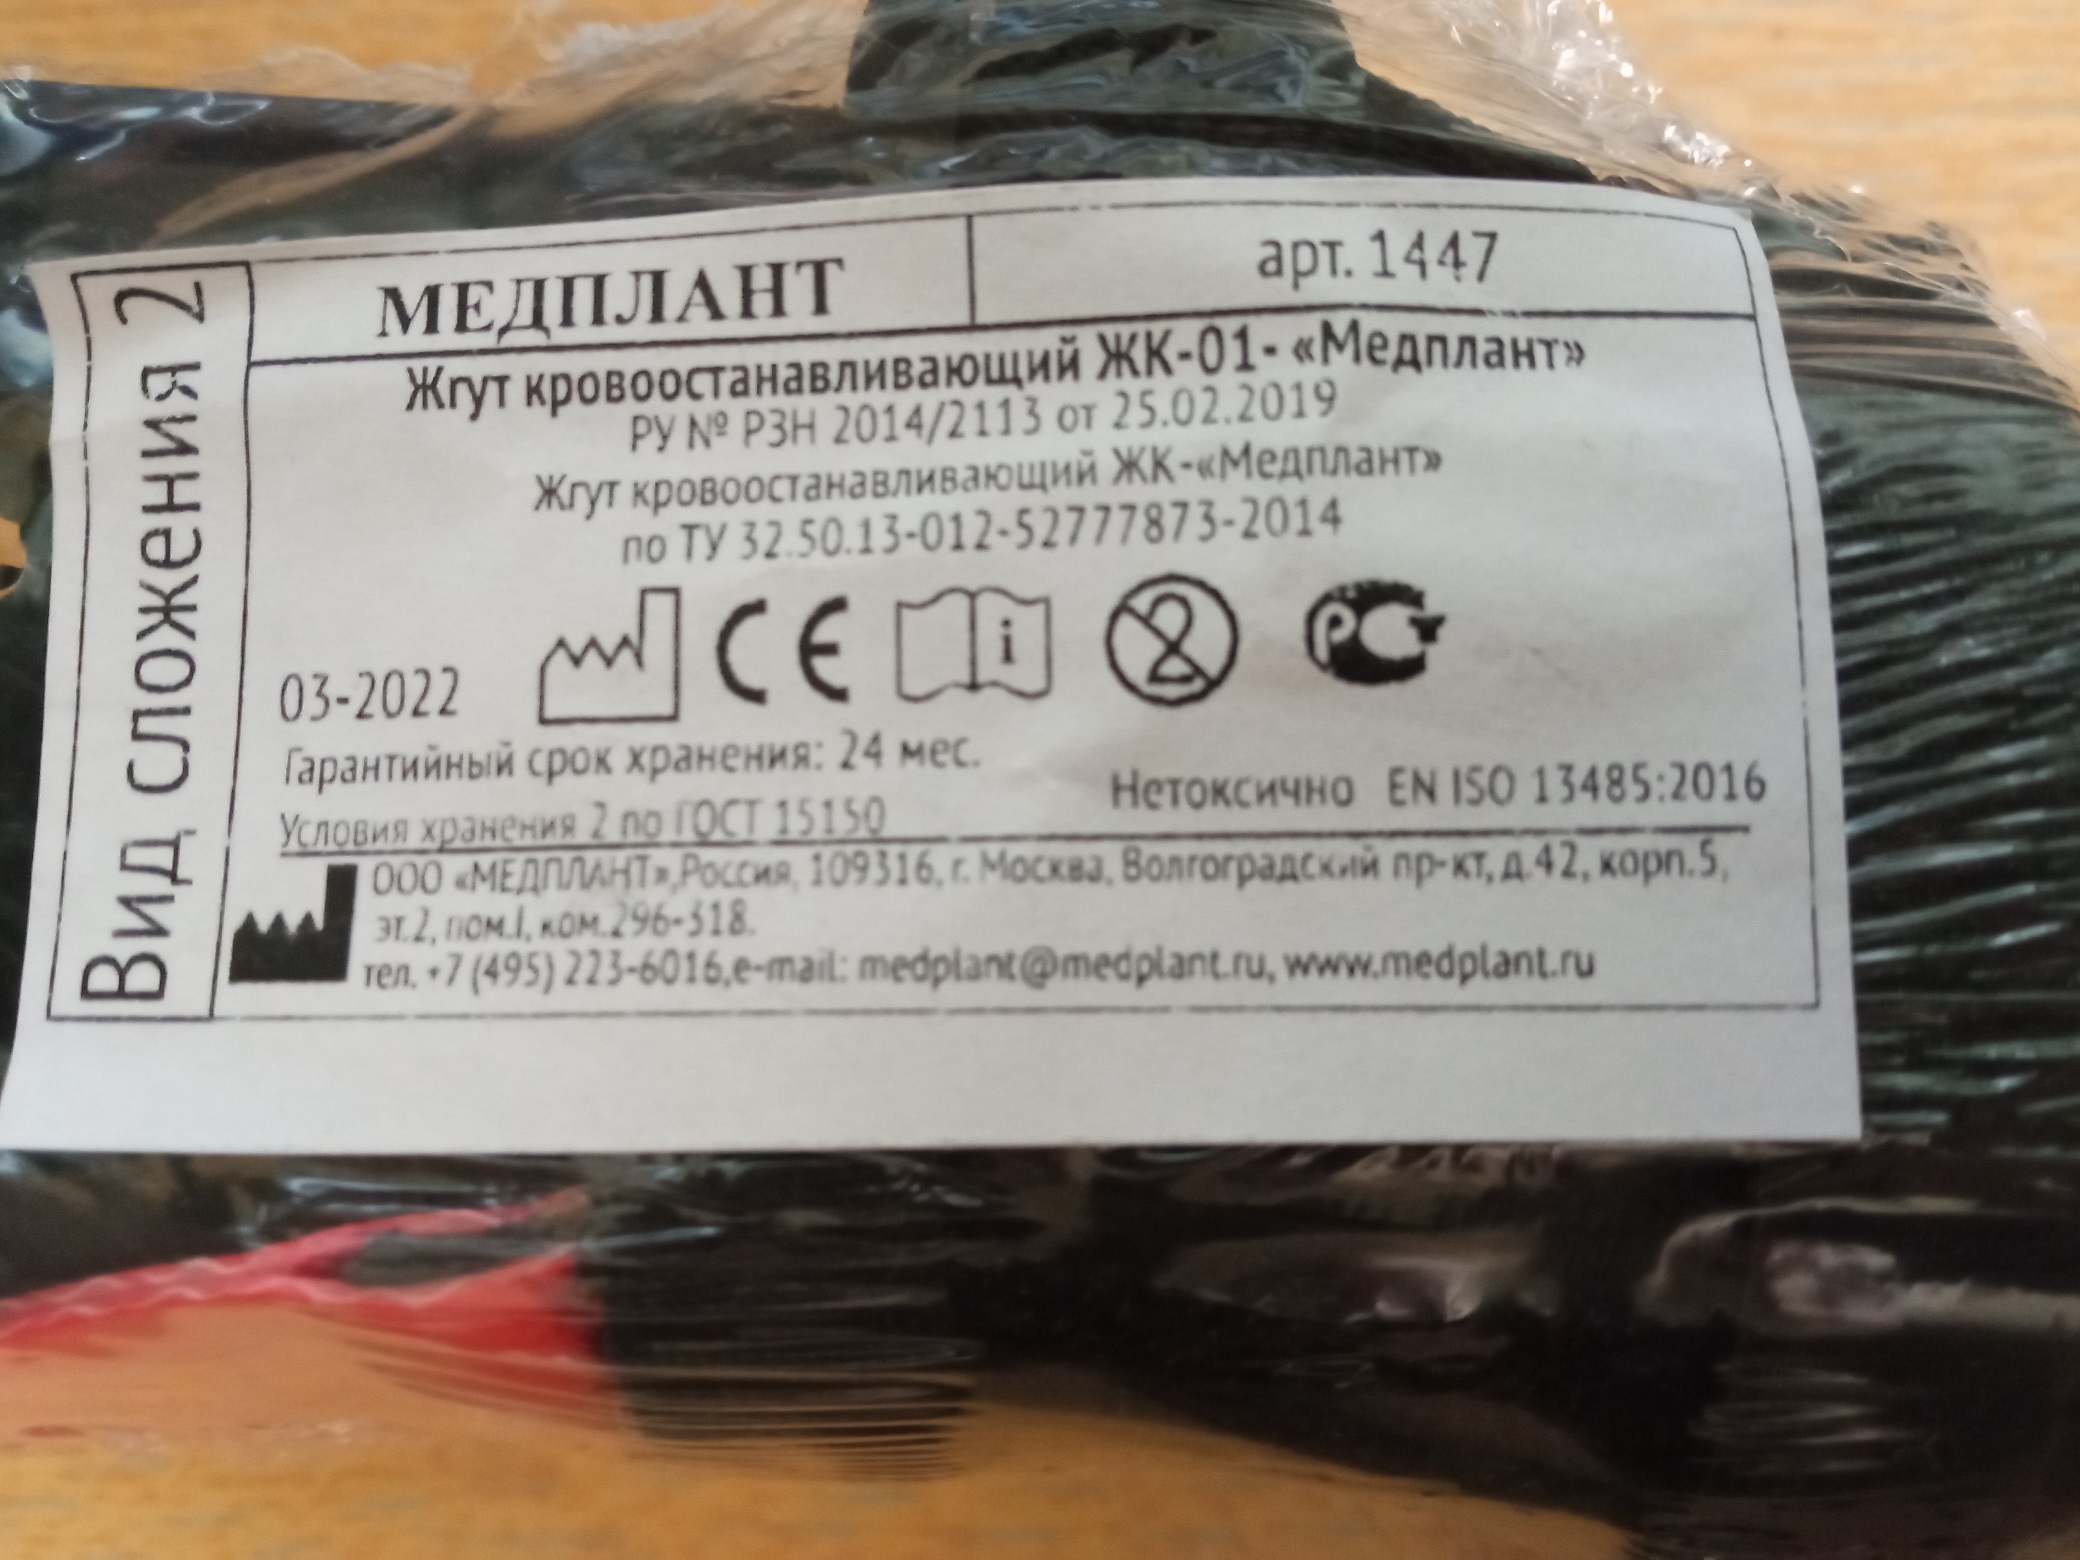 Вид сложения 2
МЕДПЛАНТ
арт. 1447
Жгут кровоостанавливающий ЖК-01- «Медплант»
РУ № РЗН 2014/2113 от 25.02.2019
Жгут кровоостанавливающий ЖК-«Медплант»
по ТУ 32.50.13-012-52777873-2014
03-2022
CE
i
2
РСТ
Гарантийный срок хранения: 24 мес.
Условия хранения 2 по ГОСТ 15150
Нетоксично EN ISO 13485:2016
ООО «МЕДПЛАНТ»,Россия, 109316, г. Москва, Волгоградский пр-кт, д.42, корп.5,
эт.2, пом.I, ком.296-318.
тел. +7 (495) 223-6016,e-mail: medplant@medplant.ru, www.medplant.ru